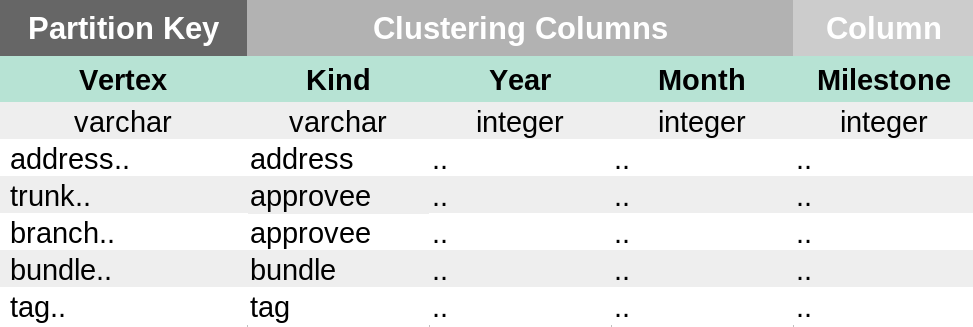 Partition Key Clustering Columns Column
Vertex Kind Year Month Milestone
varchar varchar integer integer integer
address.. address .. .. ..
trunk.. approvee .. .. ..
branch.. approvee .. .. ..
bundle.. bundle .. .. ..
tag.. tag .. .. ..